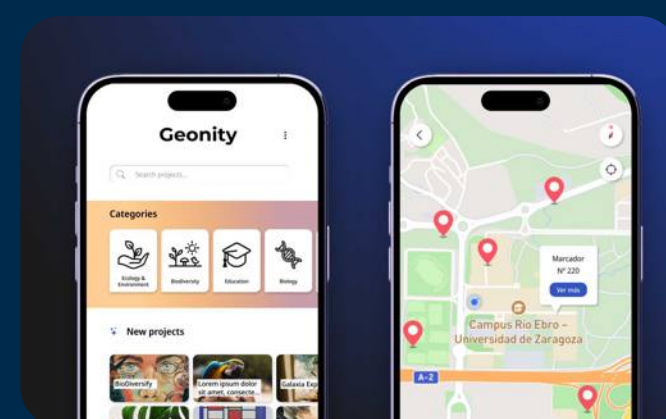 Geonity
Search projects...
Categories
Ecology &
Environment
Biodiversity
Education
Biology
New projects
BioDiversify
Lorem ipsum dolor
sit amet, consecte...
Galaxia Exp
Marcador
Nº 220
Ver más
Campus Rio Ebro –
Universidad de Zaragoza
A-2